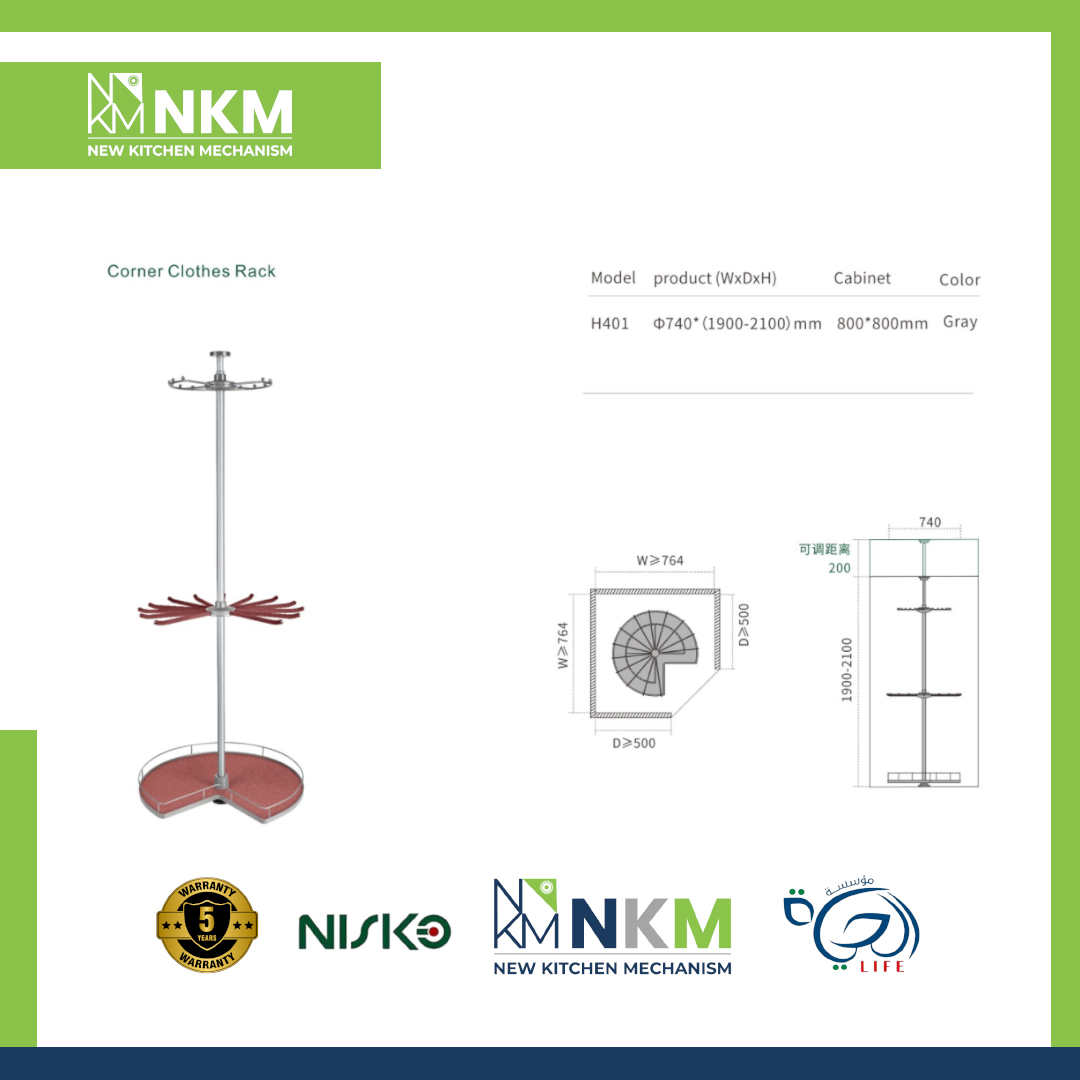 NKM
NKM
NEW KITCHEN MECHANISM
Corner Clothes Rack
Model product (WxDxH) Cabinet Color
H401 Φ740*(1900-2100)mm 800*800mm Gray
740
可调距离
200
1900-2100
W≥764
W≥764
D≥500
D≥500
WARRANTY
5
YEARS
WARRANTY
NISKO
NKM
NKM
NEW KITCHEN MECHANISM
مؤسسة
LIFE